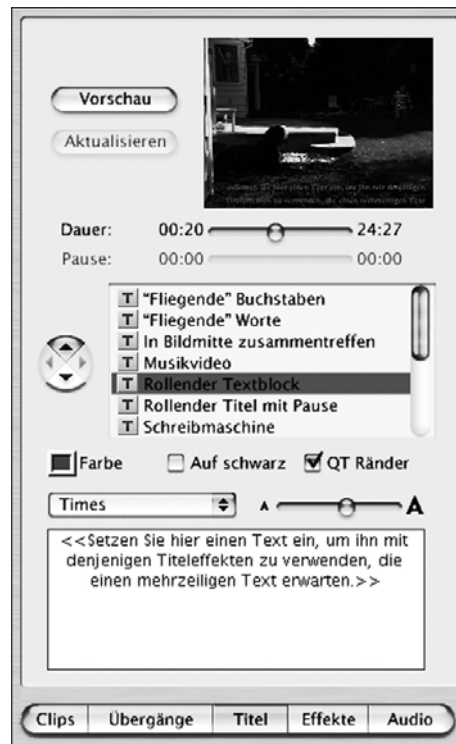 Vorschau
Aktualisieren
Dauer: 00:20 24:27
Pause: 00:00 00:00
T "Fliegende" Buchstaben
T "Fliegende" Worte
T In Bildmitte zusammentreffen
T Musikvideo
T Rollender Textblock
T Rollender Titel mit Pause
T Schreibmaschine
Farbe Auf schwarz QT Ränder
Times A A
<<Setzen Sie hier einen Text ein, um ihn mit
denjenigen Titeleffekten zu verwenden, die
einen mehrzeiligen Text erwarten.>>
Clips Übergänge Titel Effekte Audio